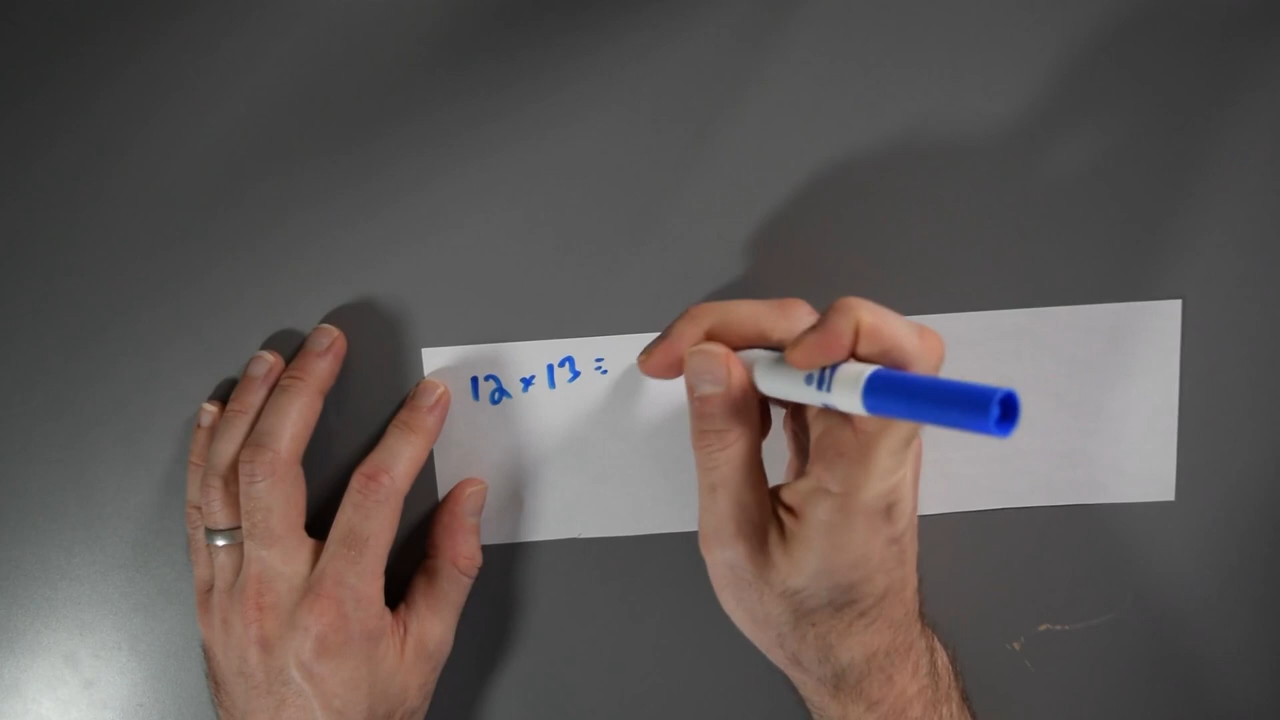 12 × 13 =